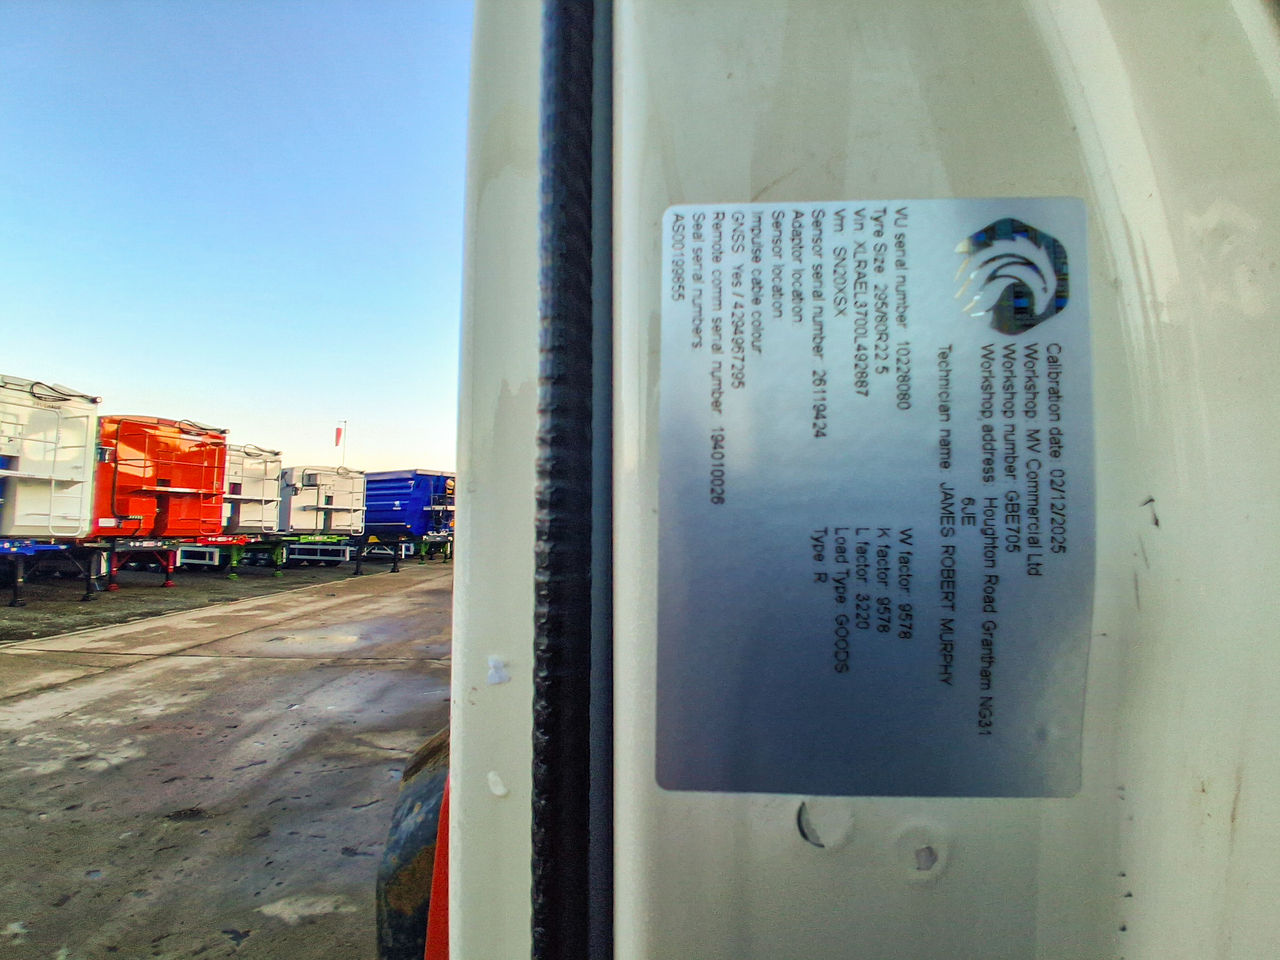 Calibration date 02/12/2025
Workshop MV Commercial Ltd
Workshop number: GBE705
Workshop address: Houghton Road Grantham NG31
6JE
Technician name: JAMES ROBERT MURPHY
VU serial number 10228080
Tyre Size 295/80R22 5
Vin XLRAEL3700L492887
Vrn SN20XSX
Sensor serial number 26119424
Adaptor location:
Sensor location:
Impulse cable colour
GNSS Yes / 4294967295
Remote comm serial number 194010026
Seal serial numbers:
AS00199655
W factor 9578
K factor 9578
L factor 3220
Load Type GOODS
Type R